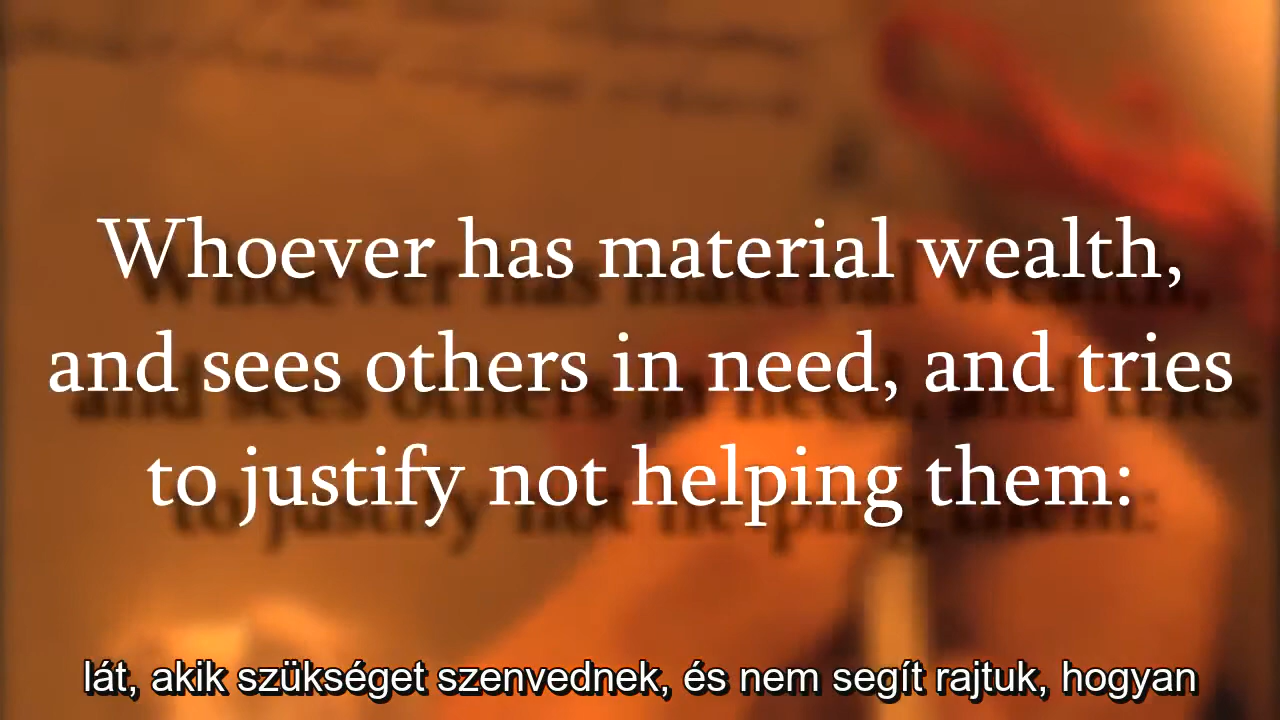 Whoever has material wealth,
and sees others in need, and tries
to justify not helping them:
lát, akik szükséget szenvednek, és nem segít rajtuk, hogyan